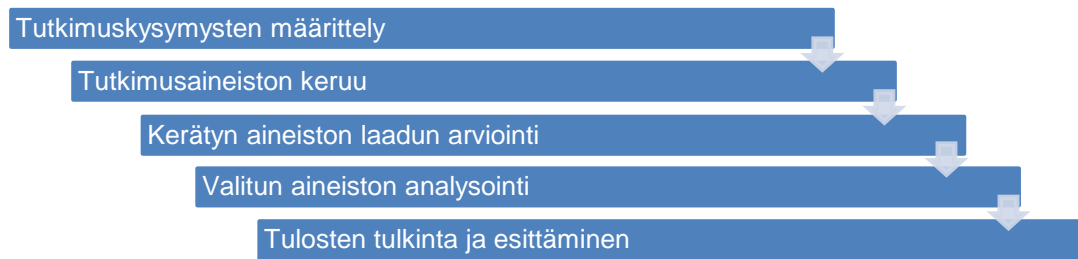 Tutkimuskysymysten määrittely
Tutkimusaineiston keruu
Kerätyn aineiston laadun arviointi
Valitun aineiston analysointi
Tulosten tulkinta ja esittäminen